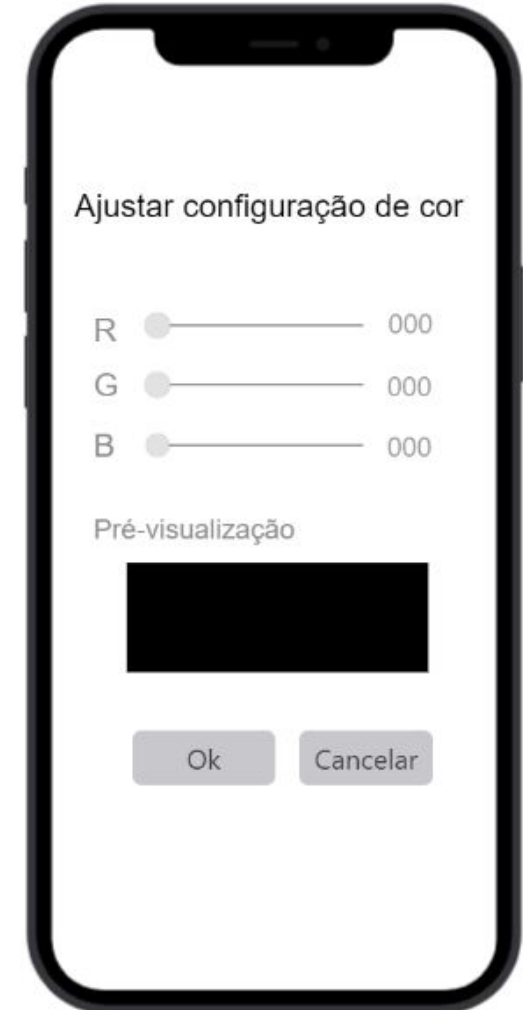 Ajustar configuração de cor
R 000
G 000
B 000
Pré-visualização
Ok Cancelar